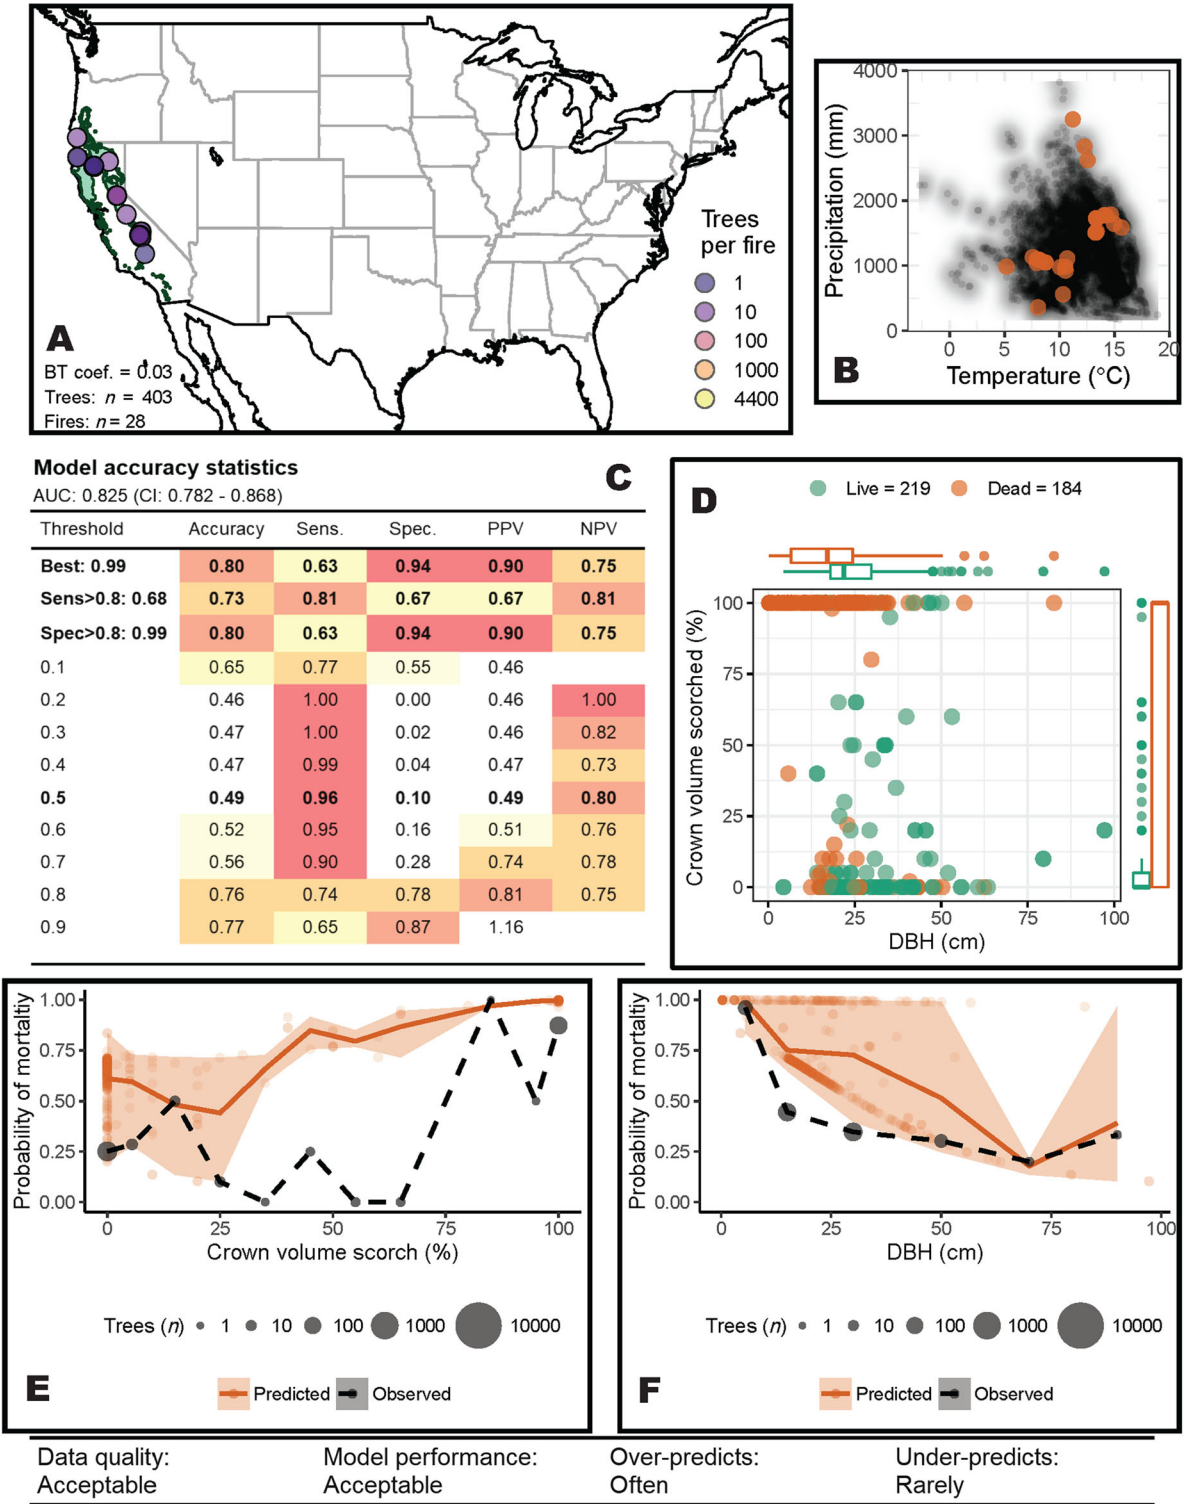 Trees
per fire
1
10
100
1000
4400
A
BT coef. = 0.03
Trees: n = 403
Fires: n = 28
4000
3000
2000
1000
0
Precipitation (mm)
0 5 10 15 20
Temperature (°C)
B
Model accuracy statistics
C
AUC: 0.825 (CI: 0.782 - 0.868)
Threshold Accuracy Sens. Spec. PPV NPV
Best: 0.99 0.80 0.63 0.94 0.90 0.75
Sens>0.8: 0.68 0.73 0.81 0.67 0.67 0.81
Spec>0.8: 0.99 0.80 0.63 0.94 0.90 0.75
0.1 0.65 0.77 0.55 0.46
0.2 0.46 1.00 0.00 0.46 1.00
0.3 0.47 1.00 0.02 0.46 0.82
0.4 0.47 0.99 0.04 0.47 0.73
0.5 0.49 0.96 0.10 0.49 0.80
0.6 0.52 0.95 0.16 0.51 0.76
0.7 0.56 0.90 0.28 0.74 0.78
0.8 0.76 0.74 0.78 0.81 0.75
0.9 0.77 0.65 0.87 1.16
D
Live = 219 Dead = 184
Crown volume scorched (%)
100
75
50
25
0
0 25 50 75 100
DBH (cm)
Probability of mortaltiy
1.00
0.75
0.50
0.25
0.00
0 25 50 75 100
Crown volume scorch (%)
Trees (n) 1 10 100 1000 10000
E
Predicted Observed
Probability of mortaltiy
1.00
0.75
0.50
0.25
0.00
0 25 50 75 100
DBH (cm)
Trees (n) 1 10 100 1000 10000
F
Predicted Observed
Data quality: Model performance: Over-predicts: Under-predicts:
Acceptable Acceptable Often Rarely